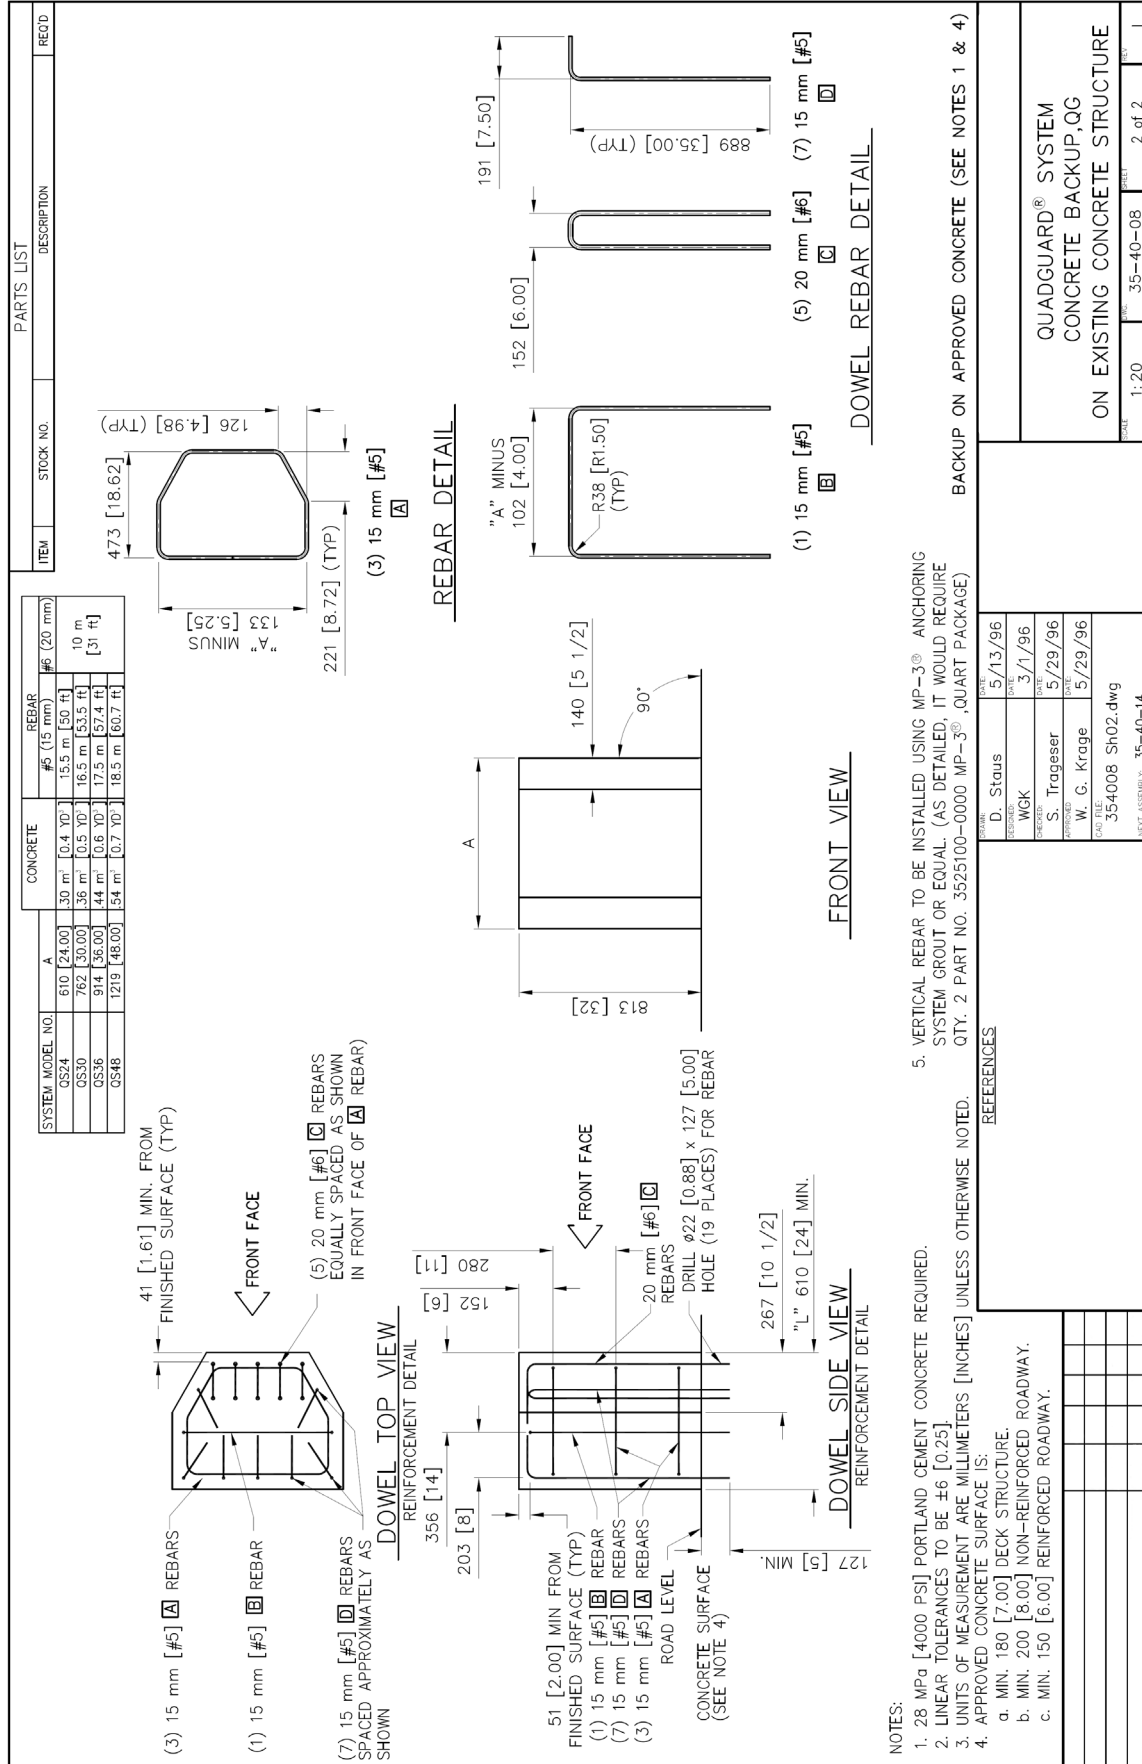 PARTS LIST
ITEM STOCK NO. DESCRIPTION REQ'D
SYSTEM MODEL NO. A CONCRETE REBAR
#5 (15 mm) #6 (20 mm)
QS24 610 [24.00] .30 m³ [0.4 YD³] 15.5 m [50 ft]
QS30 762 [30.00] .36 m³ [0.5 YD³] 16.5 m [53.5 ft]
QS36 914 [36.00] .44 m³ [0.6 YD³] 17.5 m [57.4 ft]
QS48 1219 [48.00] .54 m³ [0.7 YD³] 18.5 m [60.7 ft]
10 m
[31 ft]
41 [1.61] MIN. FROM
FINISHED SURFACE (TYP)
FRONT FACE
(5) 20 mm [#6] C REBARS
EQUALLY SPACED AS SHOWN
IN FRONT FACE OF A REBAR)
(3) 15 mm [#5] A REBARS
(1) 15 mm [#5] B REBAR
(7) 15 mm [#5] D REBARS
SPACED APPROXIMATELY AS
SHOWN
DOWEL TOP VIEW
REINFORCEMENT DETAIL
473 [18.62]
126 [4.98] (TYP)
"A" MINUS
133 [5.25]
221 [8.72] (TYP)
(3) 15 mm [#5]
A
REBAR DETAIL
356 [14]
203 [8]
152 [6]
280 [11]
51 [2.00] MIN FROM
FINISHED SURFACE (TYP)
(1) 15 mm [#5] B REBAR
(7) 15 mm [#5] D REBARS
(3) 15 mm [#5] A REBARS
ROAD LEVEL
CONCRETE SURFACE
(SEE NOTE 4)
127 [5] MIN.
FRONT FACE
20 mm [#6] C
REBARS
DRILL ø22 [0.88] x 127 [5.00]
HOLE (19 PLACES) FOR REBAR
267 [10 1/2]
"L" 610 [24] MIN.
DOWEL SIDE VIEW
REINFORCEMENT DETAIL
A
813 [32]
140 [5 1/2]
90°
FRONT VIEW
"A" MINUS
102 [4.00]
R38 [R1.50]
(TYP)
(1) 15 mm [#5]
B
152 [6.00]
(5) 20 mm [#6]
C
191 [7.50]
889 [35.00] (TYP)
(7) 15 mm [#5]
D
DOWEL REBAR DETAIL
NOTES:
1. 28 MPa [4000 PSI] PORTLAND CEMENT CONCRETE REQUIRED.
2. LINEAR TOLERANCES TO BE ±6 [0.25].
3. UNITS OF MEASUREMENT ARE MILLIMETERS [INCHES] UNLESS OTHERWISE NOTED.
4. APPROVED CONCRETE SURFACE IS:
a. MIN. 180 [7.00] DECK STRUCTURE.
b. MIN. 200 [8.00] NON-REINFORCED ROADWAY.
c. MIN. 150 [6.00] REINFORCED ROADWAY.
5. VERTICAL REBAR TO BE INSTALLED USING MP-3® ANCHORING
SYSTEM GROUT OR EQUAL. (AS DETAILED, IT WOULD REQUIRE
QTY. 2 PART NO. 3525100-0000 MP-3® ,QUART PACKAGE)
BACKUP ON APPROVED CONCRETE (SEE NOTES 1 & 4)
REFERENCES
DRAWN: D. Staus DATE: 5/13/96
DESIGNED: WGK DATE: 3/1/96
CHECKED: S. Trageser DATE: 5/29/96
APPROVED: W. G. Krage DATE: 5/29/96
CAD FILE: 354008 Sh02.dwg
NEXT ASSEMBLY: 35-40-14
QUADGUARD® SYSTEM
CONCRETE BACKUP,QG
ON EXISTING CONCRETE STRUCTURE
SCALE 1:20 DWG. 35-40-08 SHEET 2 of 2 REV